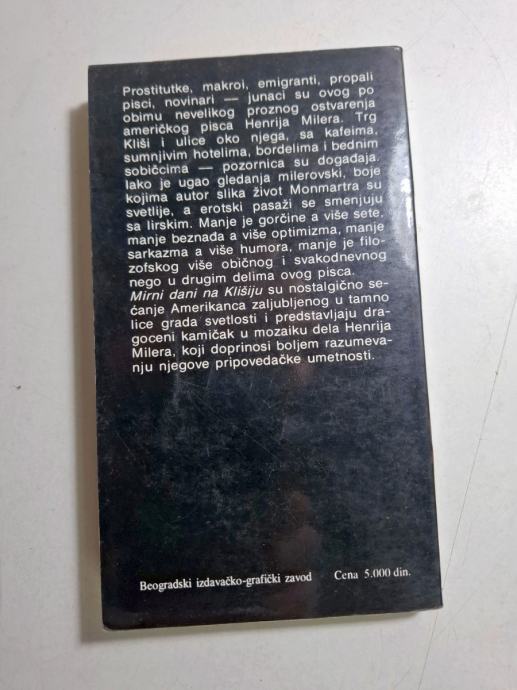 Prostitutke, makroi, emigranti, propali
pisci, novinari — junaci su ovog po
obimu nevelikog proznog ostvarenja
američkog pisca Henrija Milera. Trg
Kliši i ulice oko njega, sa kafeima,
sumnjivim hotelima, bordelima i bednim
sobičcima — pozornica su događaja.
Iako je ugao gledanja milerovski, boje
kojima autor slika život Monmartra su
svetlije, a erotski pasaži se smenjuju
sa lirskim. Manje je gorčine a više sete,
manje beznađa a više optimizma, manje
sarkazma a više humora, manje je filo-
zofskog više običnog i svakodnevnog
nego u drugim delima ovog pisca.
Mirni dani na Klišiju su nostalgično se-
ćanje Amerikanca zaljubljenog u tamno
lice grada svetlosti i predstavljaju dra-
goceni kamičak u mozaiku dela Henrija
Milera, koji doprinosi boljem razumeva-
nju njegove pripovedačke umetnosti.
Beogradski izdavačko-grafički zavod Cena 5.000 din.